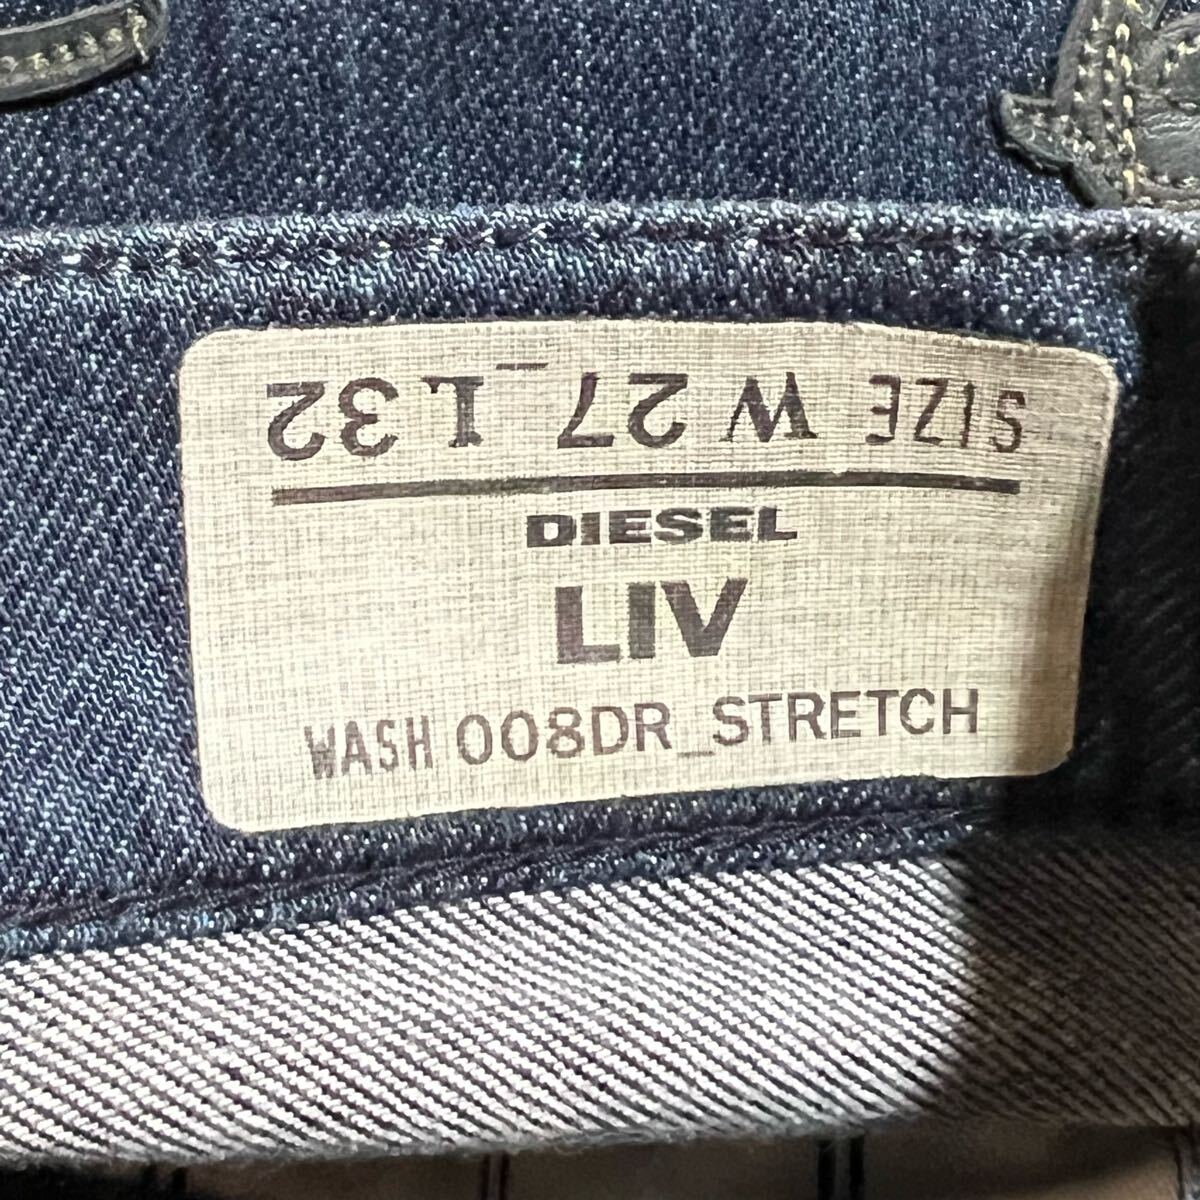 SIZE W 27_L 32
DIESEL
LIV
WASH 008DR_STRETCH